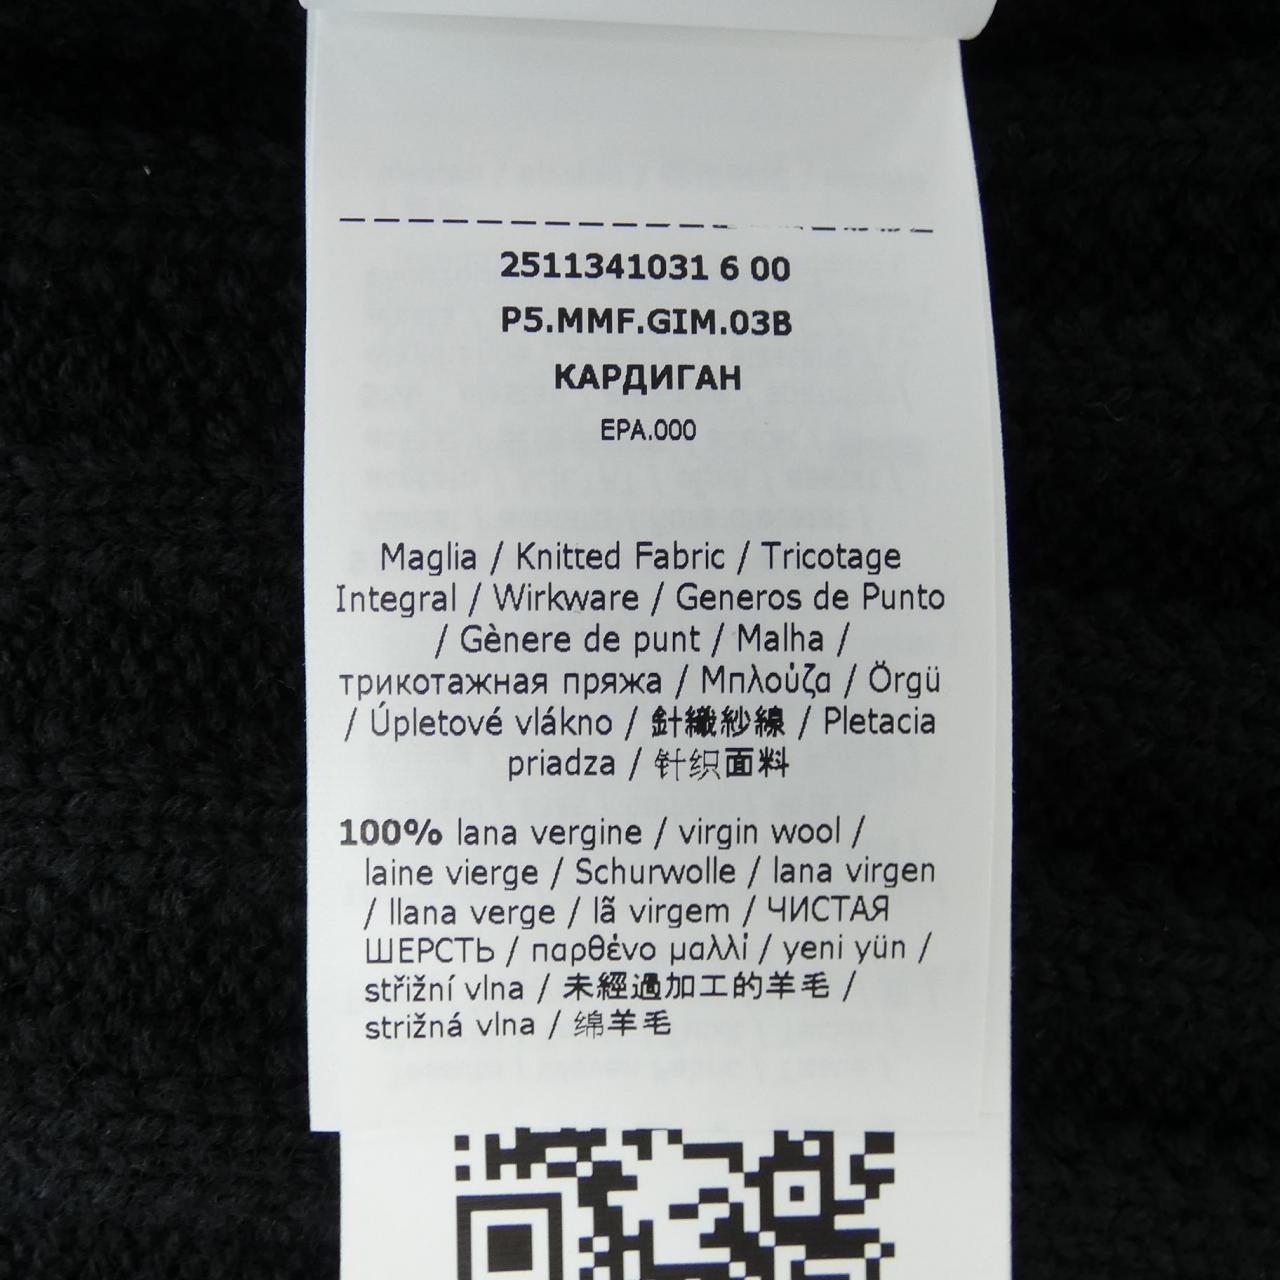 2511341031 6 00
P5.MMF.GIM.03B
КАРДИГАН
EPA.000
Maglia / Knitted Fabric / Tricotage
Integral / Wirkware / Generos de Punto
/ Gènere de punt / Malha /
трикотажная пряжа / Μπλούζα / Örgü
/ Úpletové vlákno / 針纖紗線 / Pletacia
priadza / 针织面料
100% lana vergine / virgin wool /
laine vierge / Schurwolle / lana virgen
/ llana verge / lã virgem / ЧИСТАЯ
ШЕРСТЬ / παρθένο μαλλί / yeni yün /
střižní vlna / 未經過加工的羊毛 /
strižná vlna / 绵羊毛